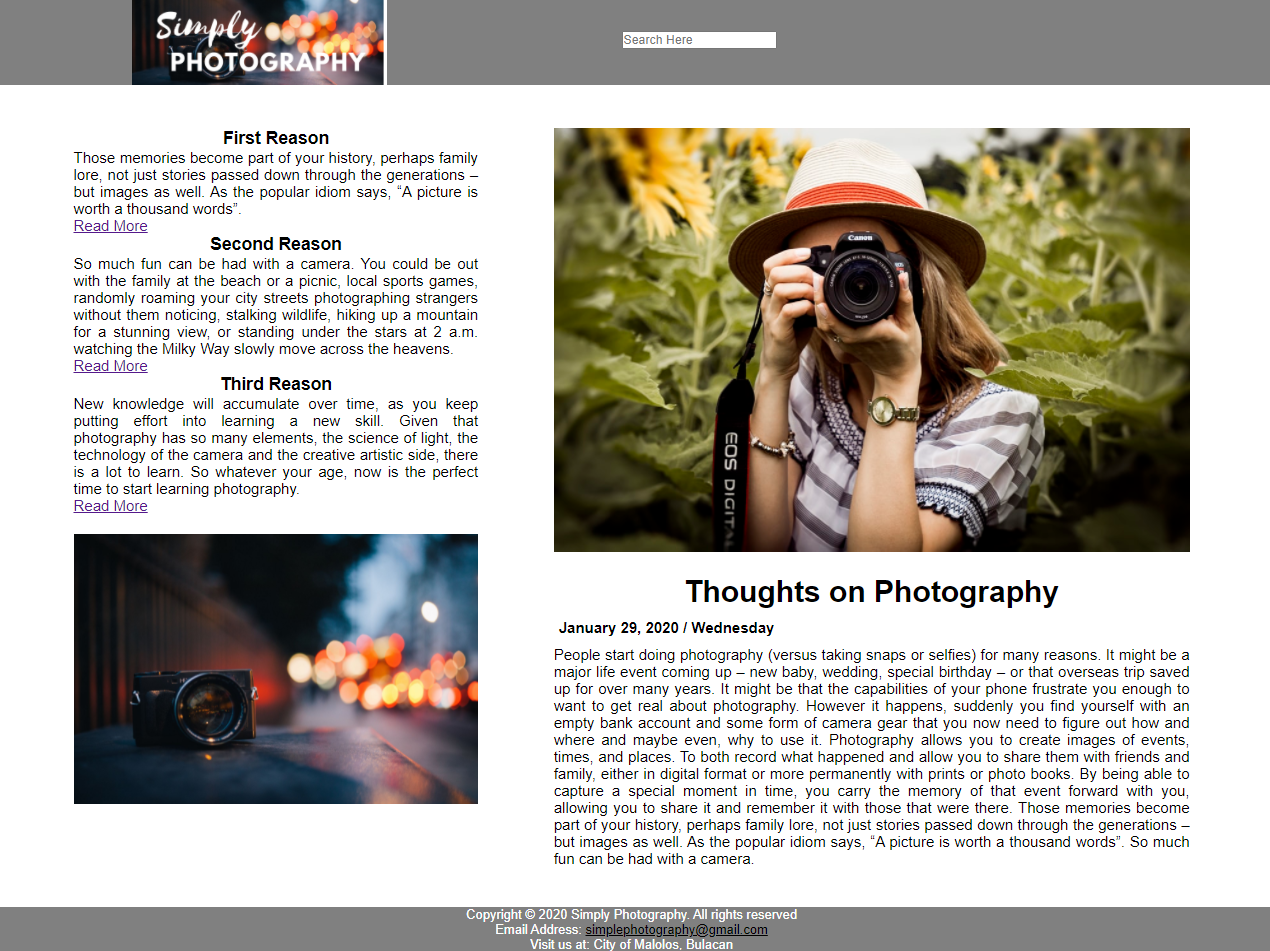 Simply
PHOTOGRAPHY
Search Here
First Reason
Those memories become part of your history, perhaps family
lore, not just stories passed down through the generations –
but images as well. As the popular idiom says, “A picture is
worth a thousand words”.
Read More
Second Reason
So much fun can be had with a camera. You could be out
with the family at the beach or a picnic, local sports games,
randomly roaming your city streets photographing strangers
without them noticing, stalking wildlife, hiking up a mountain
for a stunning view, or standing under the stars at 2 a.m.
watching the Milky Way slowly move across the heavens.
Read More
Third Reason
New knowledge will accumulate over time, as you keep
putting effort into learning a new skill. Given that
photography has so many elements, the science of light, the
technology of the camera and the creative artistic side, there
is a lot to learn. So whatever your age, now is the perfect
time to start learning photography.
Read More
Canon
EOS DIGITAL
Thoughts on Photography
January 29, 2020 / Wednesday
People start doing photography (versus taking snaps or selfies) for many reasons. It might be a
major life event coming up – new baby, wedding, special birthday – or that overseas trip saved
up for over many years. It might be that the capabilities of your phone frustrate you enough to
want to get real about photography. However it happens, suddenly you find yourself with an
empty bank account and some form of camera gear that you now need to figure out how and
where and maybe even, why to use it. Photography allows you to create images of events,
times, and places. To both record what happened and allow you to share them with friends and
family, either in digital format or more permanently with prints or photo books. By being able to
capture a special moment in time, you carry the memory of that event forward with you,
allowing you to share it and remember it with those that were there. Those memories become
part of your history, perhaps family lore, not just stories passed down through the generations –
but images as well. As the popular idiom says, “A picture is worth a thousand words”. So much
fun can be had with a camera.
Copyright © 2020 Simply Photography. All rights reserved
Email Address: simplephotography@gmail.com
Visit us at: City of Malolos, Bulacan